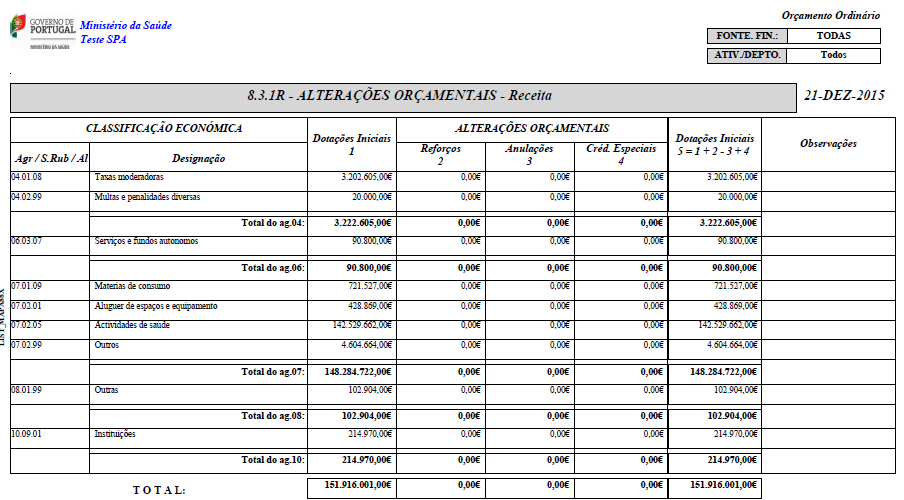 GOVERNO DE
PORTUGAL
MINISTÉRIO DA SAÚDE
Ministério da Saúde
Teste SPA
Orçamento Ordinário
FONTE. FIN.: TODAS
ATIV./DEPTO. Todos
8.3.1R - ALTERAÇÕES ORÇAMENTAIS - Receita
21-DEZ-2015
CLASSIFICAÇÃO ECONÓMICA Dotações Iniciais 1 ALTERAÇÕES ORÇAMENTAIS Dotações Iniciais 5 = 1 + 2 - 3 + 4 Observações
Agr / S.Rub / Al Designação Reforços 2 Anulações 3 Créd. Especiais 4
04.01.08 Taxas moderadoras 3.202.605,00€ 0,00€ 0,00€ 0,00€ 3.202.605,00€
04.02.99 Multas e penalidades diversas 20.000,00€ 0,00€ 0,00€ 0,00€ 20.000,00€
Total do ag.04: 3.222.605,00€ 0,00€ 0,00€ 0,00€ 3.222.605,00€
06.03.07 Serviços e fundos autonomos 90.800,00€ 0,00€ 0,00€ 0,00€ 90.800,00€
Total do ag.06: 90.800,00€ 0,00€ 0,00€ 0,00€ 90.800,00€
07.01.09 Materias de consumo 721.527,00€ 0,00€ 0,00€ 0,00€ 721.527,00€
07.02.01 Aluguer de espaços e equipamento 428.869,00€ 0,00€ 0,00€ 0,00€ 428.869,00€
07.02.05 Actividades de saúde 142.529.662,00€ 0,00€ 0,00€ 0,00€ 142.529.662,00€
07.02.99 Outros 4.604.664,00€ 0,00€ 0,00€ 0,00€ 4.604.664,00€
Total do ag.07: 148.284.722,00€ 0,00€ 0,00€ 0,00€ 148.284.722,00€
08.01.99 Outras 102.904,00€ 0,00€ 0,00€ 0,00€ 102.904,00€
Total do ag.08: 102.904,00€ 0,00€ 0,00€ 0,00€ 102.904,00€
10.09.01 Instituições 214.970,00€ 0,00€ 0,00€ 0,00€ 214.970,00€
Total do ag.10: 214.970,00€ 0,00€ 0,00€ 0,00€ 214.970,00€
T O T A L: 151.916.001,00€ 0,00€ 0,00€ 0,00€ 151.916.001,00€